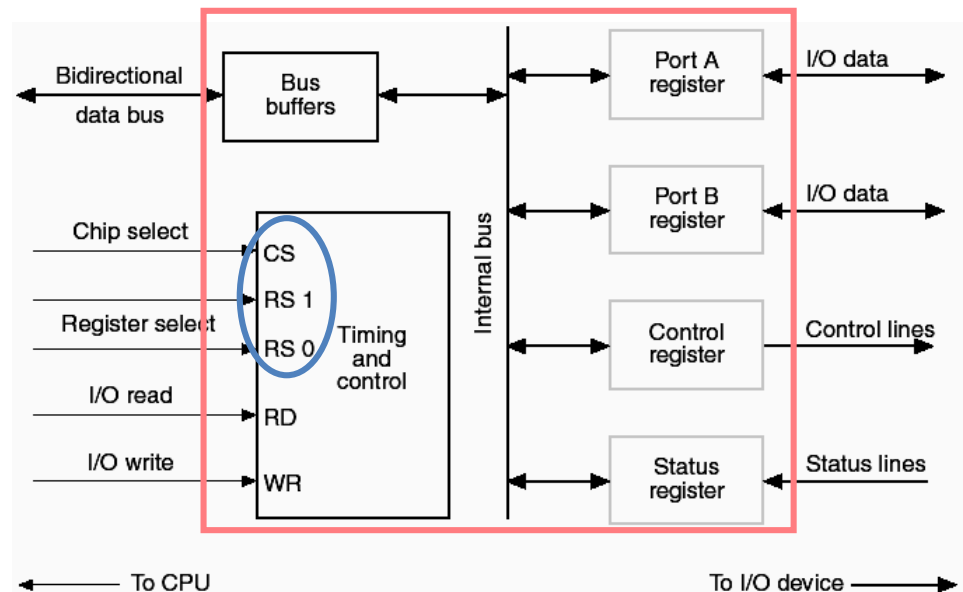 Bidirectional
data bus
Bus
buffers
Port A
register
I/O data
Port B
register
I/O data
Chip select
CS
RS 1
Register select
RS 0
Timing
and
control
Internal bus
Control
register
Control lines
I/O read
RD
I/O write
WR
Status
register
Status lines
To CPU
To I/O device